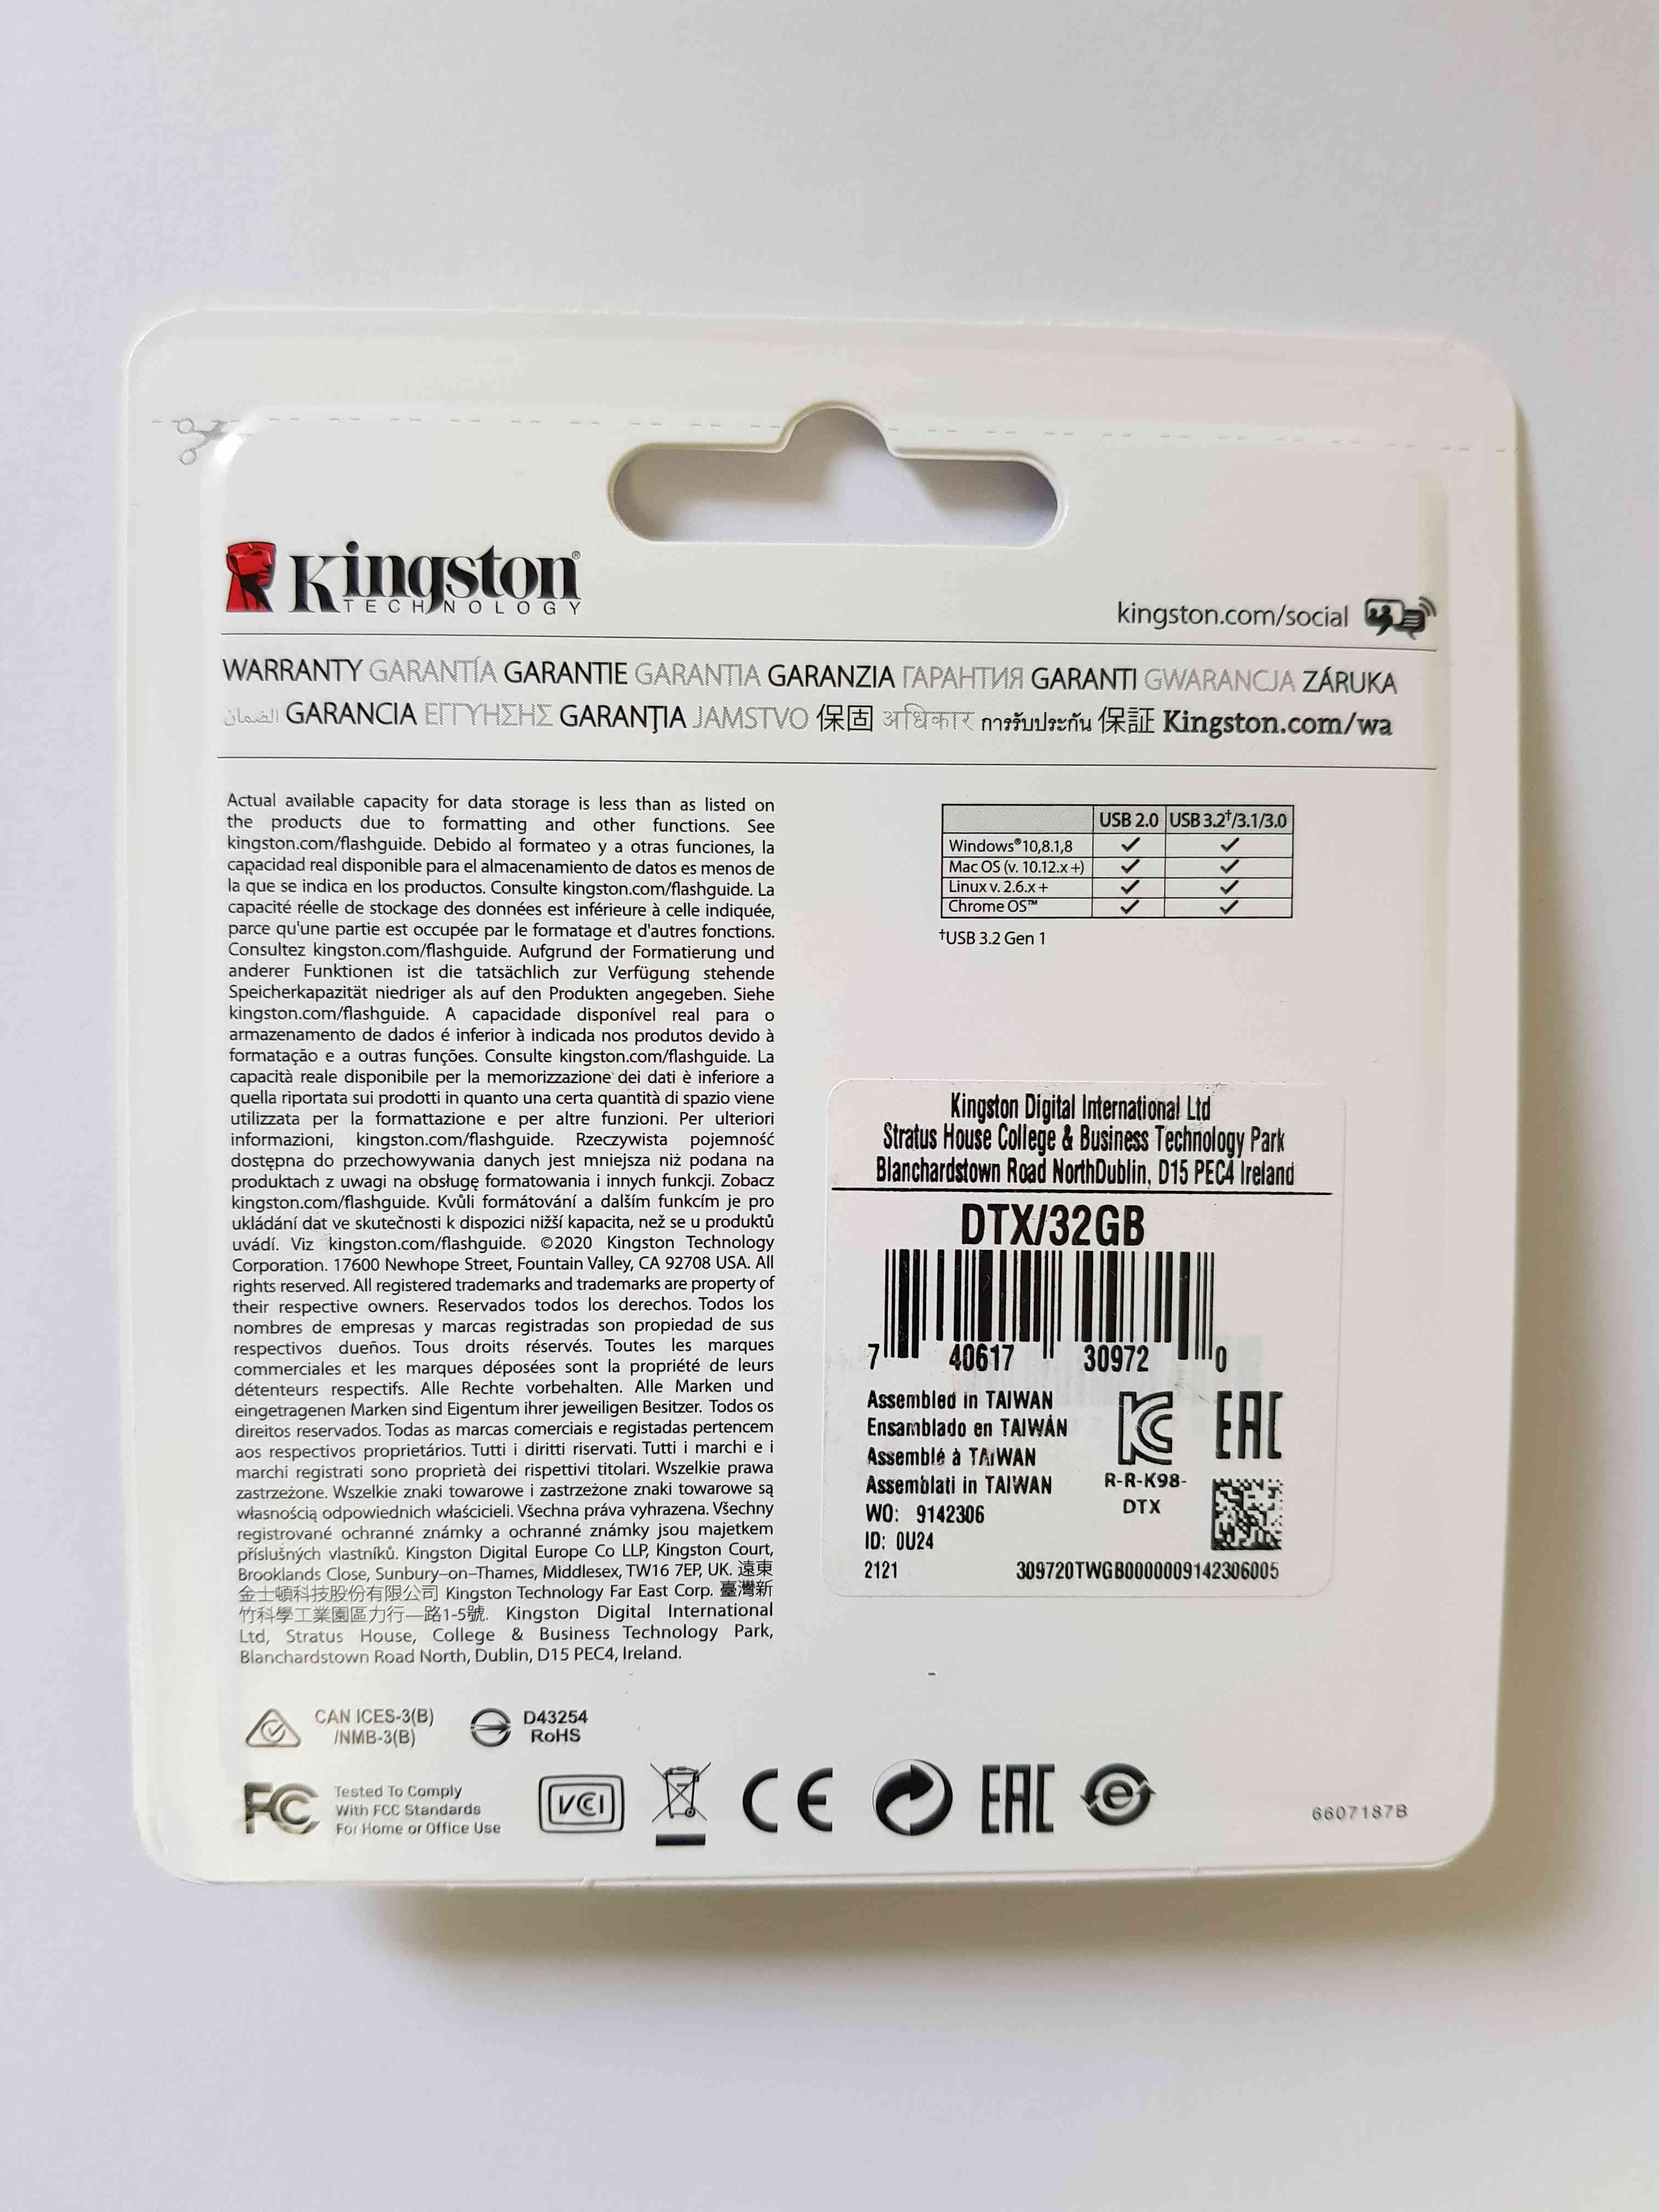 Kingston®
TECHNOLOGY
kingston.com/social
WARRANTY GARANTÍA GARANTIE GARANTIA GARANZIA ГАРАНТИЯ GARANTI GWARANCJA ZÁRUKA
الضمان GARANCIA ΕΓΓΥΗΣΗΣ GARANŢIA JAMSTVO 保固 अधिकार การรับประกัน 保証 Kingston.com/wa
Actual available capacity for data storage is less than as listed on
the products due to formatting and other functions. See
kingston.com/flashguide. Debido al formateo y a otras funciones, la
capacidad real disponible para el almacenamiento de datos es menos de
la que se indica en los productos. Consulte kingston.com/flashguide. La
capacité réelle de stockage des données est inférieure à celle indiquée,
parce qu'une partie est occupée par le formatage et d'autres fonctions.
Consultez kingston.com/flashguide. Aufgrund der Formatierung und
anderer Funktionen ist die tatsächlich zur Verfügung stehende
Speicherkapazität niedriger als auf den Produkten angegeben. Siehe
kingston.com/flashguide. A capacidade disponível real para o
armazenamento de dados é inferior à indicada nos produtos devido à
formatação e a outras funções. Consulte kingston.com/flashguide. La
capacità reale disponibile per la memorizzazione dei dati è inferiore a
quella riportata sui prodotti in quanto una certa quantità di spazio viene
utilizzata per la formattazione e per altre funzioni. Per ulteriori
informazioni, kingston.com/flashguide. Rzeczywista pojemność
dostępna do przechowywania danych jest mniejsza niż podana na
produktach z uwagi na obsługę formatowania i innych funkcji. Zobacz
kingston.com/flashguide. Kvůli formátování a dalším funkcím je pro
ukládání dat ve skutečnosti k dispozici nižší kapacita, než se u produktů
uvádí. Viz kingston.com/flashguide. ©2020 Kingston Technology
Corporation. 17600 Newhope Street, Fountain Valley, CA 92708 USA. All
rights reserved. All registered trademarks and trademarks are property of
their respective owners. Reservados todos los derechos. Todos los
nombres de empresas y marcas registradas son propiedad de sus
respectivos dueños. Tous droits réservés. Toutes les marques
commerciales et les marques déposées sont la propriété de leurs
détenteurs respectifs. Alle Rechte vorbehalten. Alle Marken und
eingetragenen Marken sind Eigentum ihrer jeweiligen Besitzer. Todos os
direitos reservados. Todas as marcas comerciais e registadas pertencem
aos respectivos proprietários. Tutti i diritti riservati. Tutti i marchi e i
marchi registrati sono proprietà dei rispettivi titolari. Wszelkie prawa
zastrzeżone. Wszelkie znaki towarowe i zastrzeżone znaki towarowe są
własnością odpowiednich właścicieli. Všechna práva vyhrazena. Všechny
registrované ochranné známky a ochranné známky jsou majetkem
příslušných vlastníků. Kingston Digital Europe Co LLP, Kingston Court,
Brooklands Close, Sunbury–on–Thames, Middlesex, TW16 7EP, UK. 遠東
金士頓科技股份有限公司 Kingston Technology Far East Corp. 臺灣新
竹科學工業園區力行一路1-5號. Kingston Digital International
Ltd, Stratus House, College & Business Technology Park,
Blanchardstown Road North, Dublin, D15 PEC4, Ireland.
USB 2.0 USB 3.2†/3.1/3.0
Windows®10,8.1,8 ✓ ✓
Mac OS (v. 10.12.x +) ✓ ✓
Linux v. 2.6.x + ✓ ✓
Chrome OS™ ✓ ✓
†USB 3.2 Gen 1
Kingston Digital International Ltd
Stratus House College & Business Technology Park
Blanchardstown Road NorthDublin, D15 PEC4 Ireland
DTX/32GB
7 40617 30972 0
Assembled in TAIWAN
Ensamblado en TAIWÁN
Assemblé à TAIWAN
Assemblati in TAIWAN
WO: 9142306
ID: 0U24
2121
R-R-K98-
DTX
EAC
309720TWGB0000009142306005
CAN ICES-3(B)
/NMB-3(B)
D43254
RoHS
FC
Tested To Comply
With FCC Standards
For Home or Office Use
VCI
CE
EAC
e
6607187B